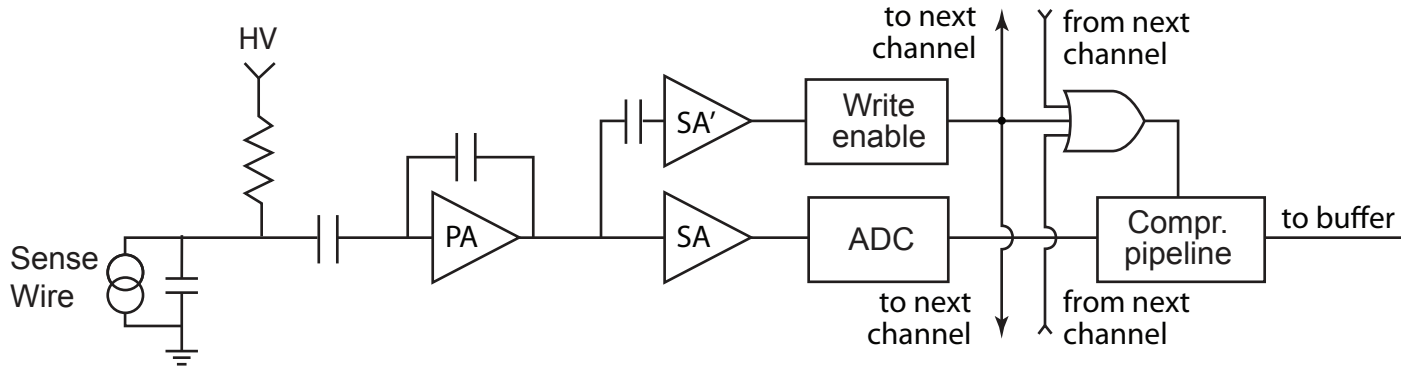 to next
channel
from next
channel
HV
SA’
Write
enable
Sense
Wire
PA
SA
ADC
Compr.
pipeline
to buffer
to next
channel
from next
channel